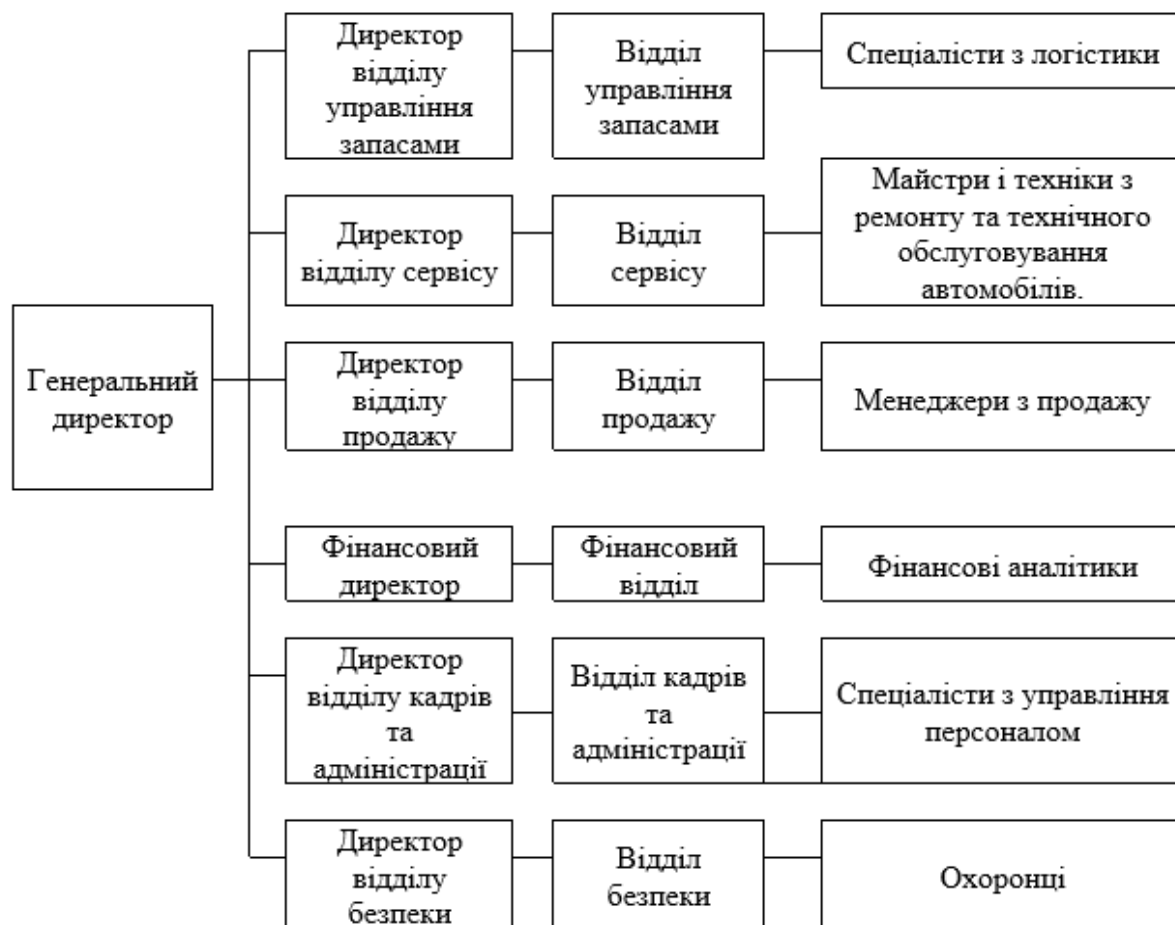 Генеральний
директор
Директор
відділу
управління
запасами
Відділ
управління
запасами
Спеціалісти з логістики
Директор
відділу сервісу
Відділ
сервісу
Майстри і техніки з
ремонту та технічного
обслуговування
автомобілів.
Директор
відділу
продажу
Відділ
продажу
Менеджери з продажу
Фінансовий
директор
Фінансовий
відділ
Фінансові аналітики
Директор
відділу кадрів
та
адміністрації
Відділ кадрів
та
адміністрації
Спеціалісти з управління
персоналом
Директор
відділу
безпеки
Відділ
безпеки
Охоронці